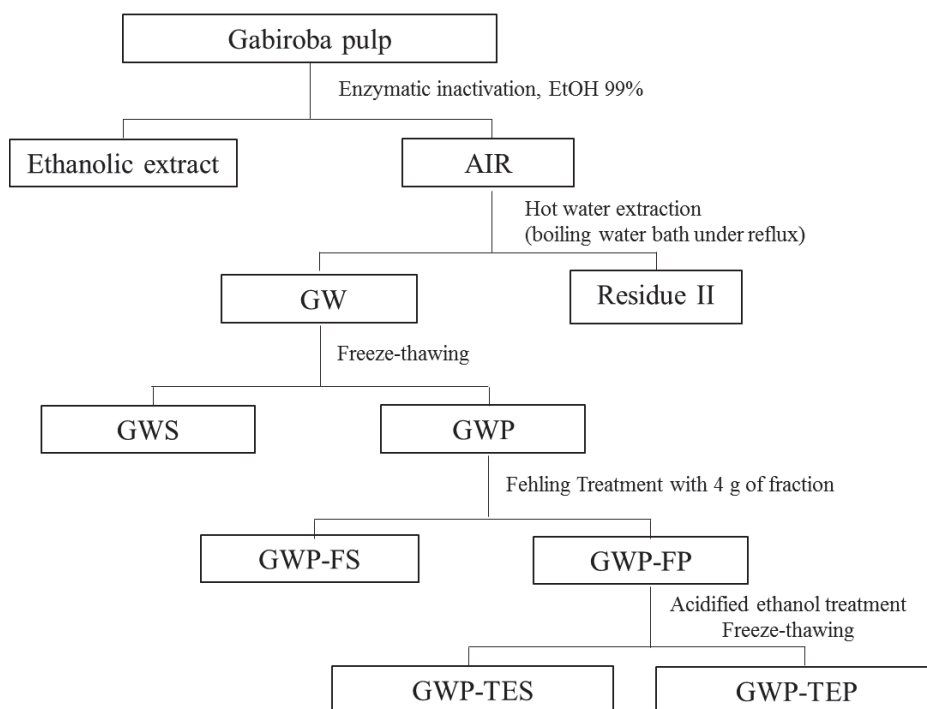 Gabiroba pulp
Enzymatic inactivation, EtOH 99%
Ethanolic extract
AIR
Hot water extraction
(boiling water bath under reflux)
GW
Residue II
Freeze-thawing
GWS
GWP
Fehling Treatment with 4 g of fraction
GWP-FS
GWP-FP
Acidified ethanol treatment
Freeze-thawing
GWP-TES
GWP-TEP